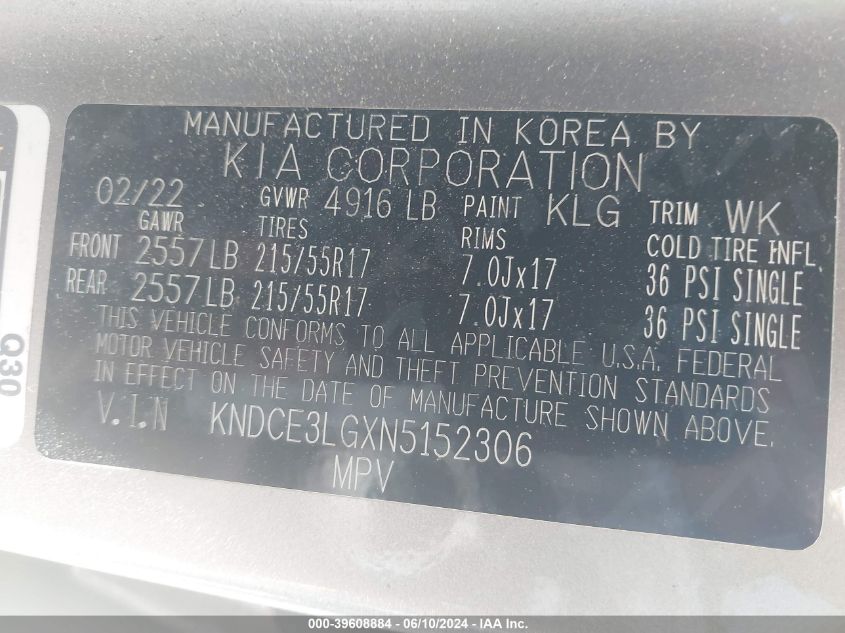 MANUFACTURED IN KOREA BY
KIA CORPORATION
02/22 GVWR 4916 LB PAINT KLG TRIM WK
GAWR TIRES RIMS COLD TIRE INFL.
FRONT 2557LB 215/55R17 7.0Jx17 36 PSI SINGLE
REAR 2557LB 215/55R17 7.0Jx17 36 PSI SINGLE
THIS VEHICLE CONFORMS TO ALL APPLICABLE U.S.A. FEDERAL
MOTOR VEHICLE SAFETY AND THEFT PREVENTION STANDARDS
IN EFFECT ON THE DATE OF MANUFACTURE SHOWN ABOVE.
V.I.N KNDCE3LGXN5152306
MPV
Q30
000-39608884 - 06/10/2024 - IAA Inc.